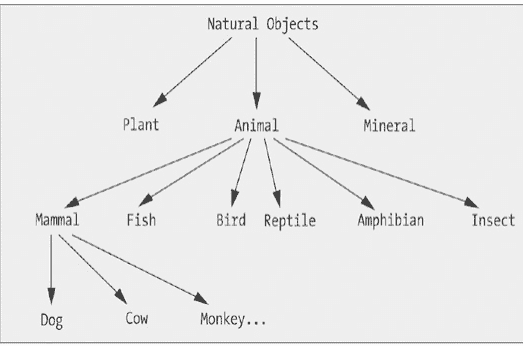 Natural Objects
Plant Animal Mineral
Mammal Fish Bird Reptile Amphibian Insect
Dog Cow Monkey...